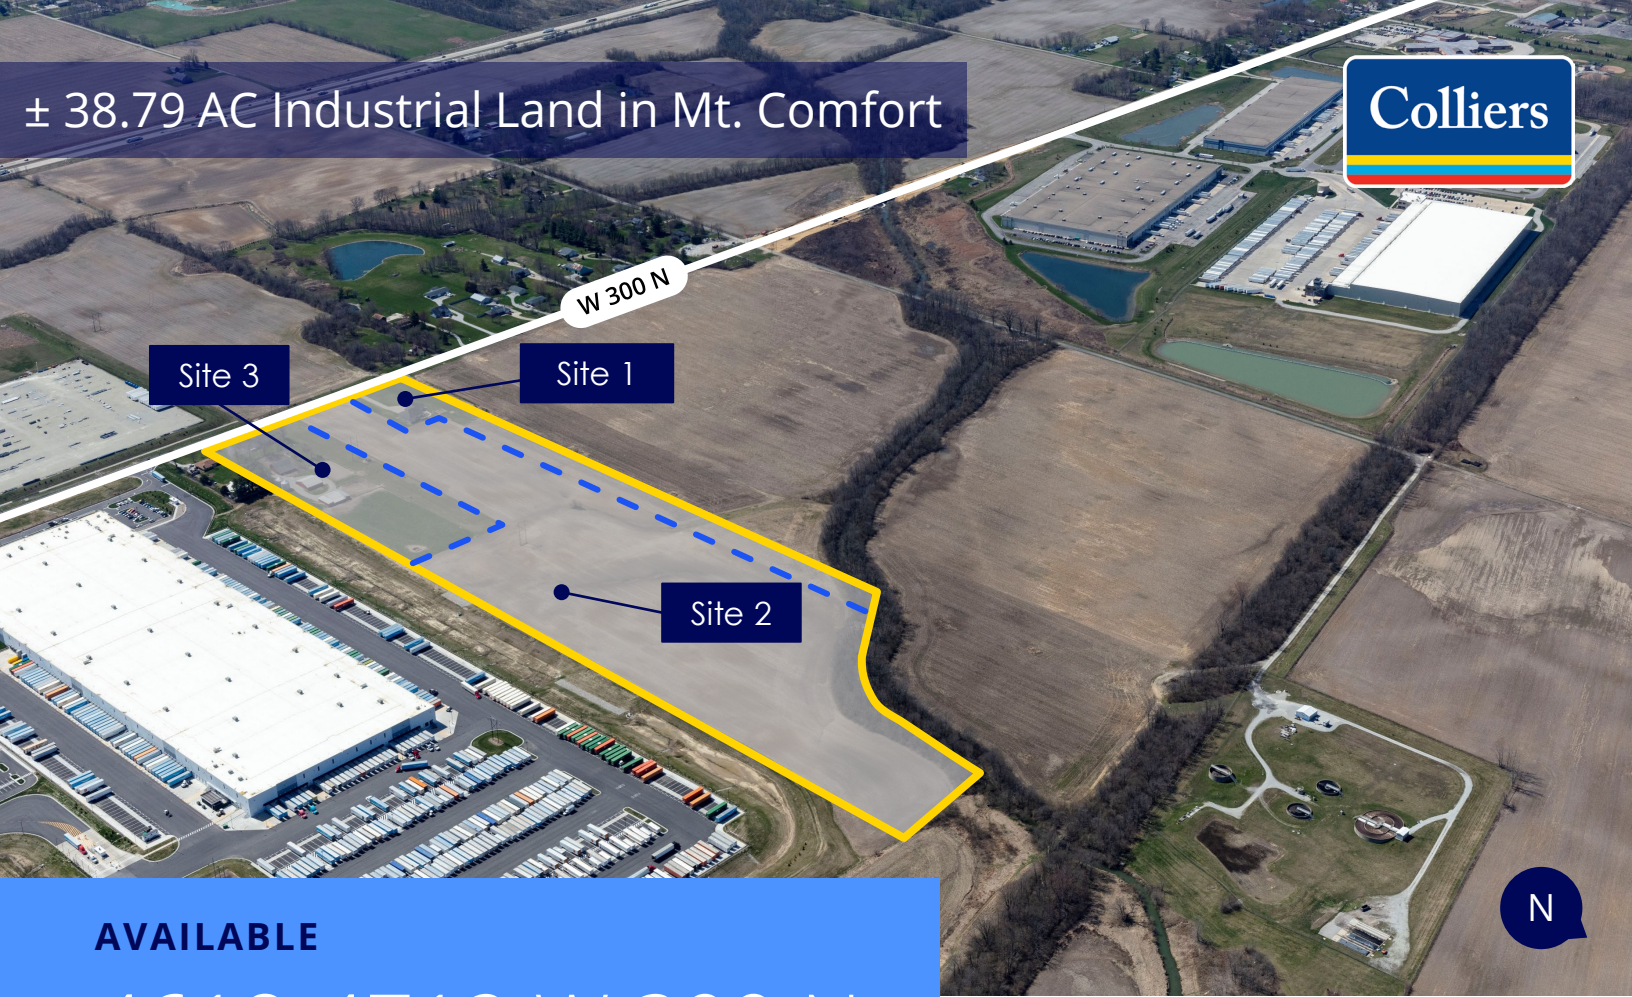 ± 38.79 AC Industrial Land in Mt. Comfort
Colliers
W 300 N
Site 3
Site 1
Site 2
N
AVAILABLE